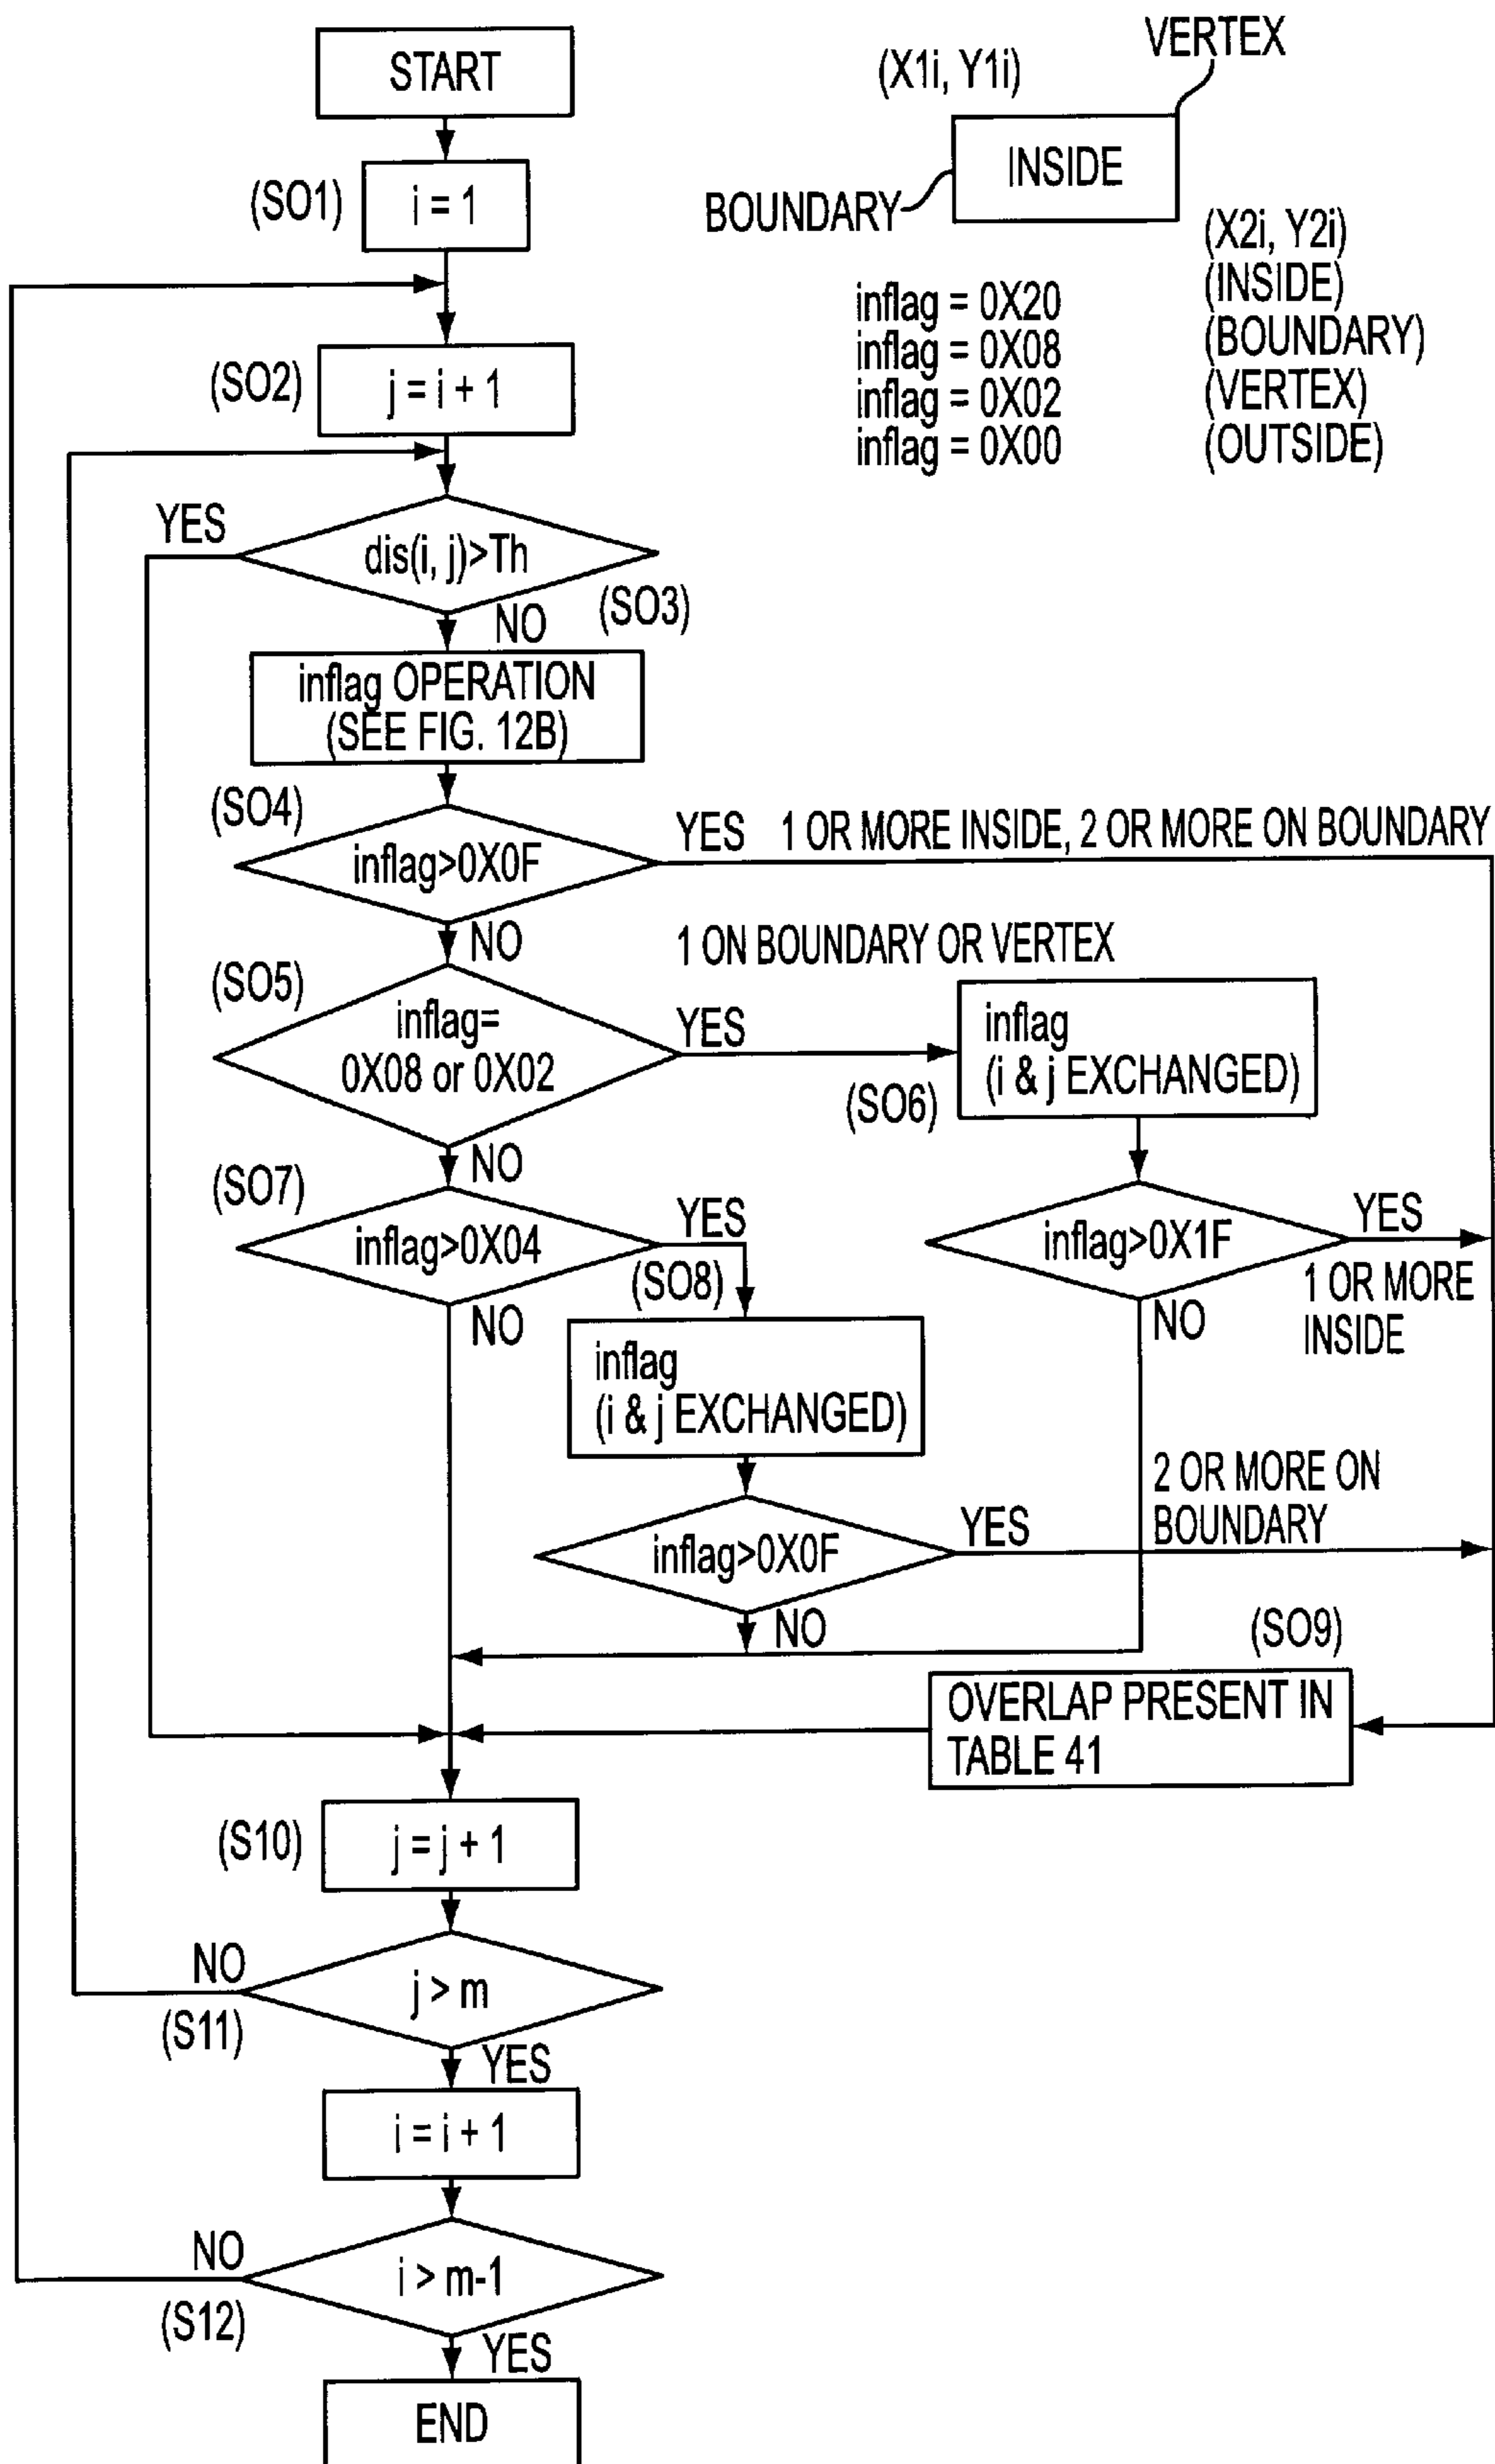 START
(SO1)
i = 1
(X1i, Y1i)
VERTEX
INSIDE
BOUNDARY
(X2i, Y2i)
inflag = 0X20 (INSIDE)
inflag = 0X08 (BOUNDARY)
inflag = 0X02 (VERTEX)
inflag = 0X00 (OUTSIDE)
(SO2)
j = i + 1
YES
dis(i, j)>Th
(SO3)
NO
inflag OPERATION
(SEE FIG. 12B)
(SO4)
inflag>0X0F
YES 1 OR MORE INSIDE, 2 OR MORE ON BOUNDARY
NO
1 ON BOUNDARY OR VERTEX
(SO5)
inflag=
0X08 or 0X02
YES
inflag
(i & j EXCHANGED)
(SO6)
NO
(SO7)
inflag>0X04
YES
(SO8)
NO
inflag>0X1F
YES
1 OR MORE
INSIDE
NO
inflag
(i & j EXCHANGED)
inflag>0X0F
YES
2 OR MORE ON
BOUNDARY
NO
(SO9)
OVERLAP PRESENT IN
TABLE 41
(S10)
j = j + 1
NO
j > m
(S11)
YES
i = i + 1
NO
i > m-1
(S12)
YES
END